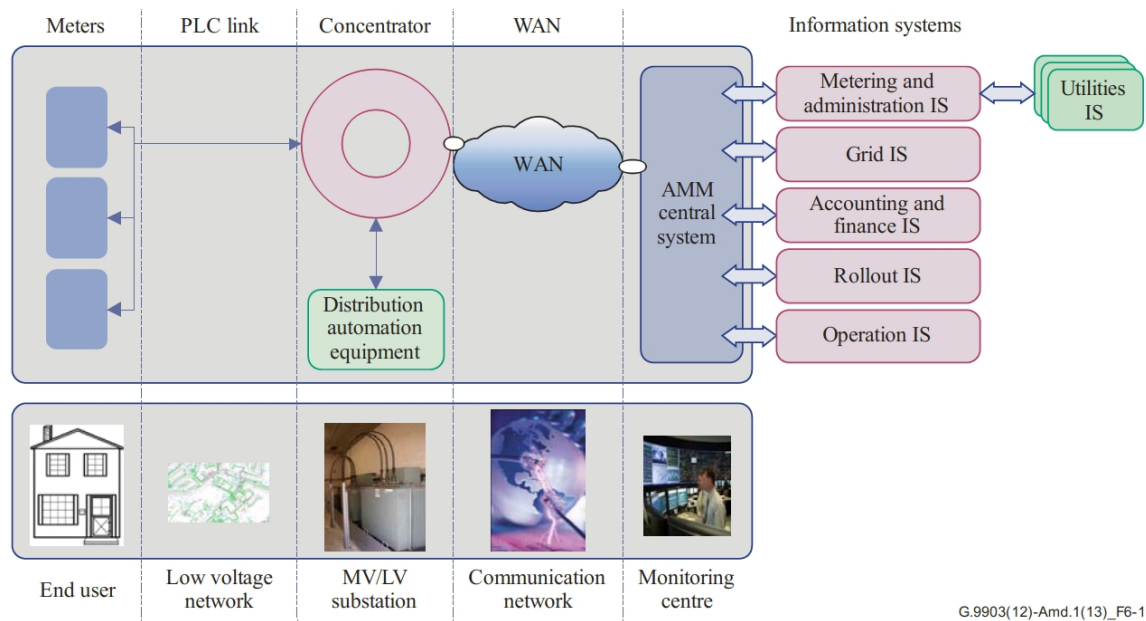 Meters
PLC link
Concentrator
WAN
Information systems
WAN
AMM
central
system
Distribution
automation
equipment
Metering and
administration IS
Utilities
IS
Grid IS
Accounting and
finance IS
Rollout IS
Operation IS
End user
Low voltage
network
MV/LV
substation
Communication
network
Monitoring
centre
G.9903(12)-Amd.1(13)_F6-1